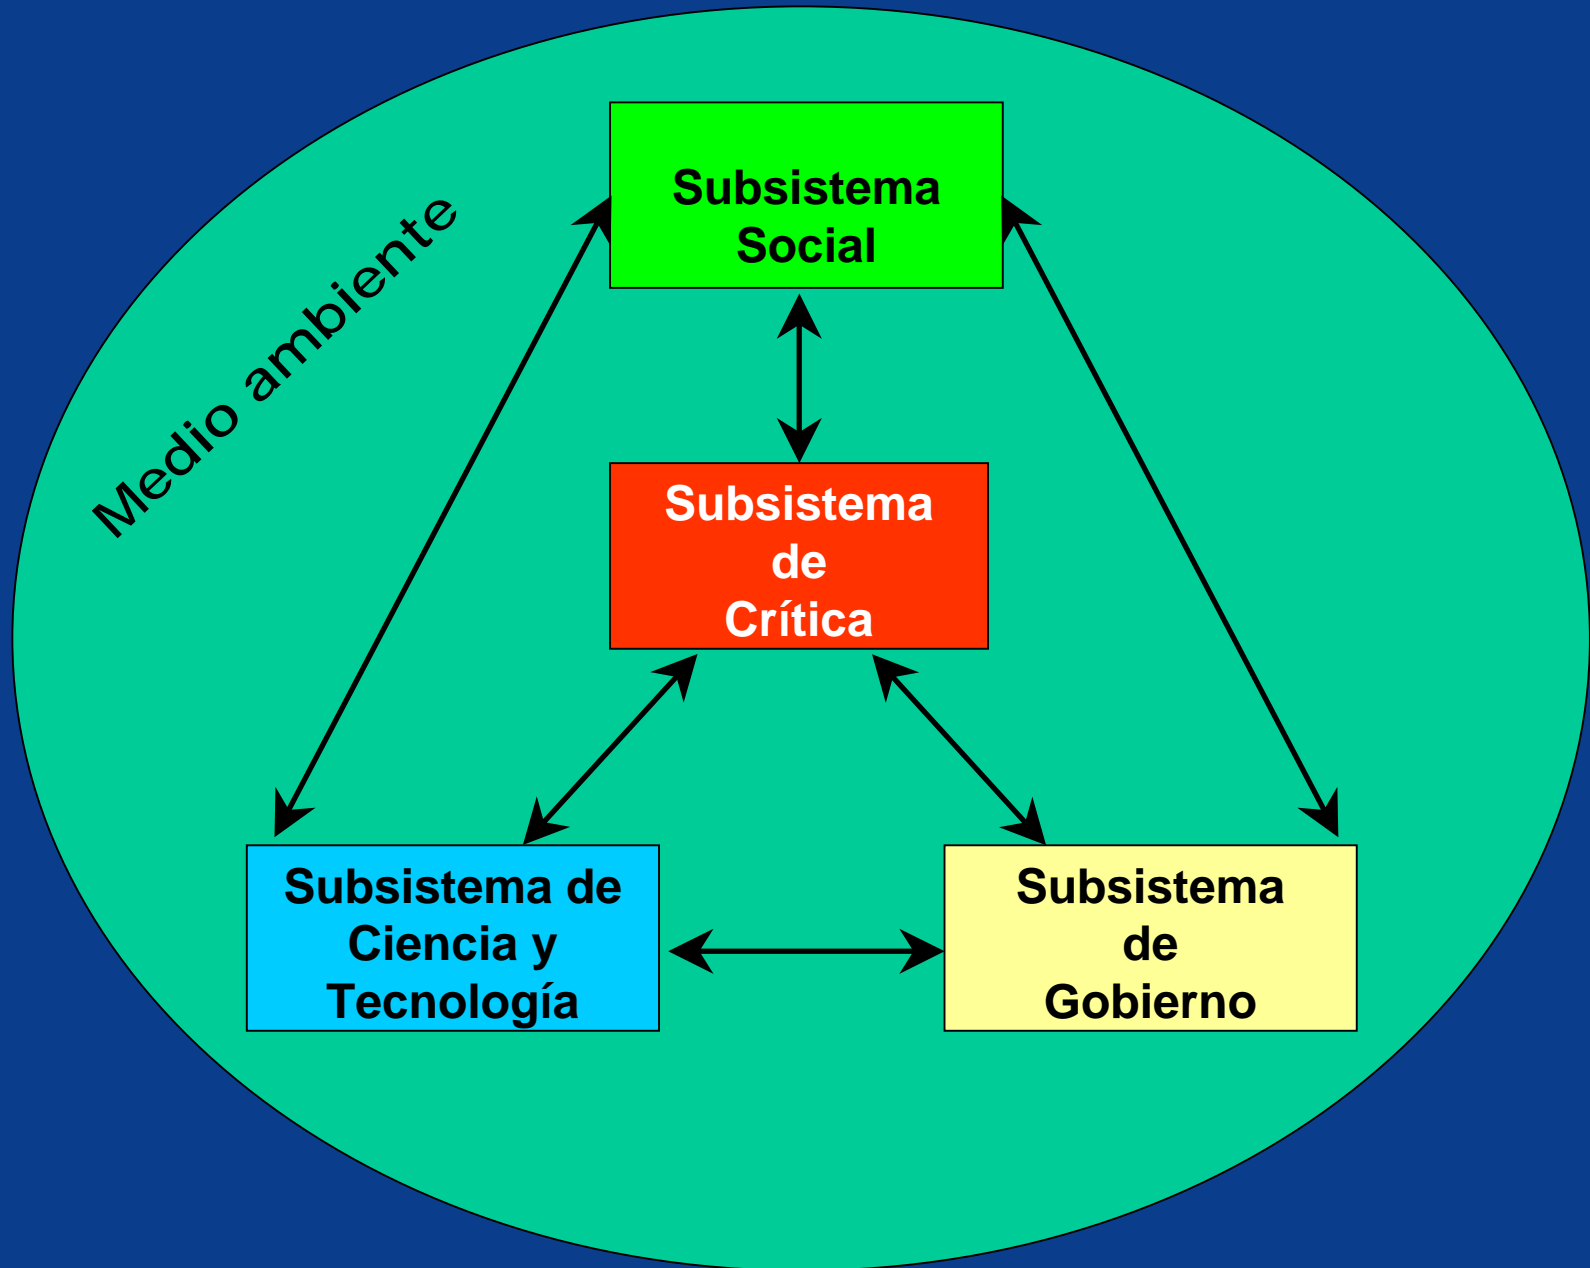 Subsistema
Social
Medio ambiente
Subsistema
de
Crítica
Subsistema de
Ciencia y
Tecnología
Subsistema
de
Gobierno